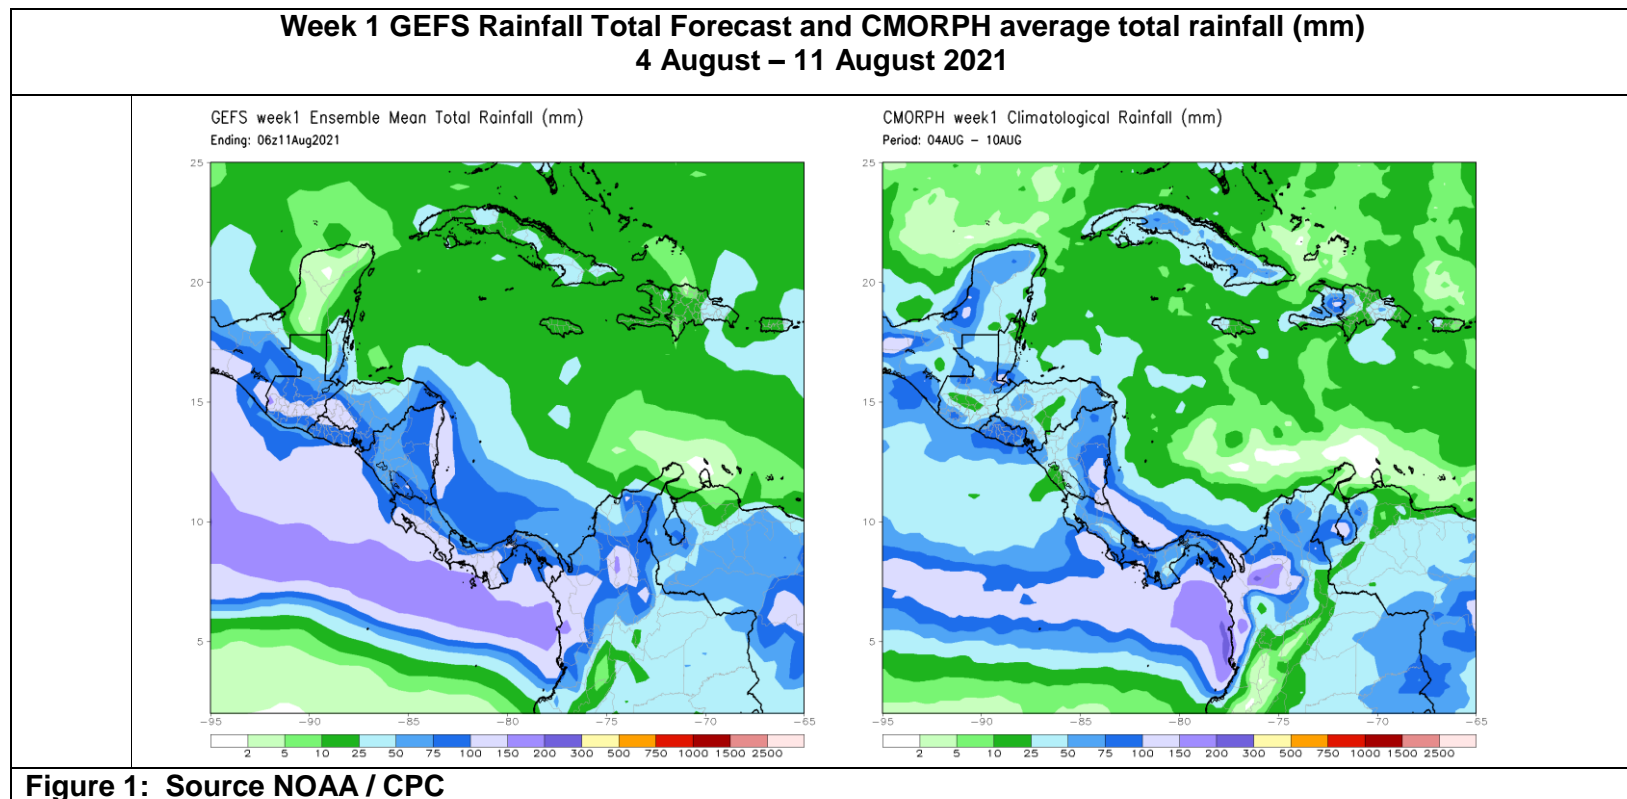 Week 1 GEFS Rainfall Total Forecast and CMORPH average total rainfall (mm)
4 August – 11 August 2021
GEFS week1 Ensemble Mean Total Rainfall (mm)
Ending: 06z11Aug2021
25
20
15
10
5
−95
−90
−85
−80
−75
−70
−65
2 5 10 25 50 75 100 150 200 300 500 750 1000 1500 2500
CMORPH week1 Climatological Rainfall (mm)
Period: 04AUG − 10AUG
25
20
15
10
5
−95
−90
−85
−80
−75
−70
−65
2 5 10 25 50 75 100 150 200 300 500 750 1000 1500 2500
Figure 1: Source NOAA / CPC